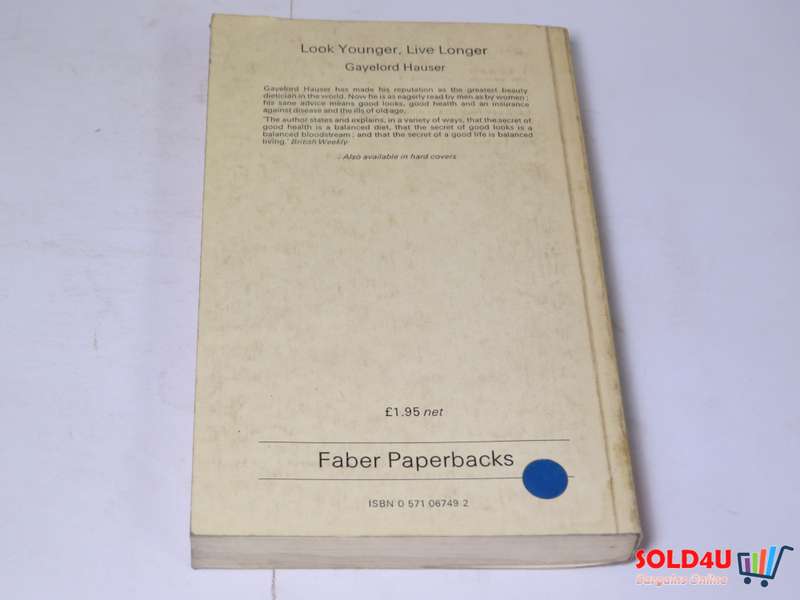 Look Younger, Live Longer
Gayelord Hauser
Gayelord Hauser has made his reputation as the greatest beauty
dietician in the world. Now he is as eagerly read by men as by women;
his sane advice means good looks, good health and an insurance
against disease and the ills of old age.
'The author states and explains, in a variety of ways, that the secret of
good health is a balanced diet, that the secret of good looks is a
balanced bloodstream; and that the secret of a good life is balanced
living.' British Weekly
Also available in hard covers
£1.95 net
Faber Paperbacks
ISBN 0 571 06749 2
SOLD4U
Bargains Online